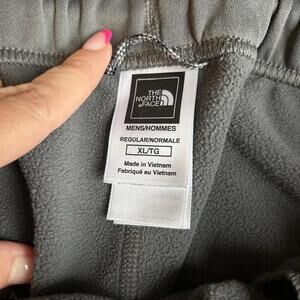 THE
NORTH
FACE
MENS/HOMMES
REGULAR/NORMALE
XL/TG
Made in Vietnam
Fabriqué au Vietnam